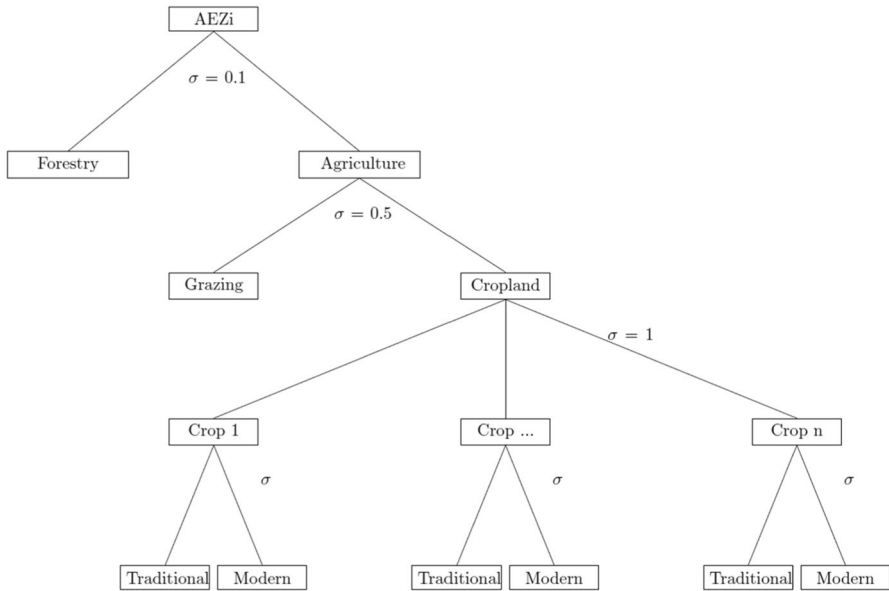 AEZi
σ = 0.1
Forestry
Agriculture
σ = 0.5
Grazing
Cropland
σ = 1
Crop 1
Crop ...
Crop n
σ
σ
σ
Traditional
Modern
Traditional
Modern
Traditional
Modern